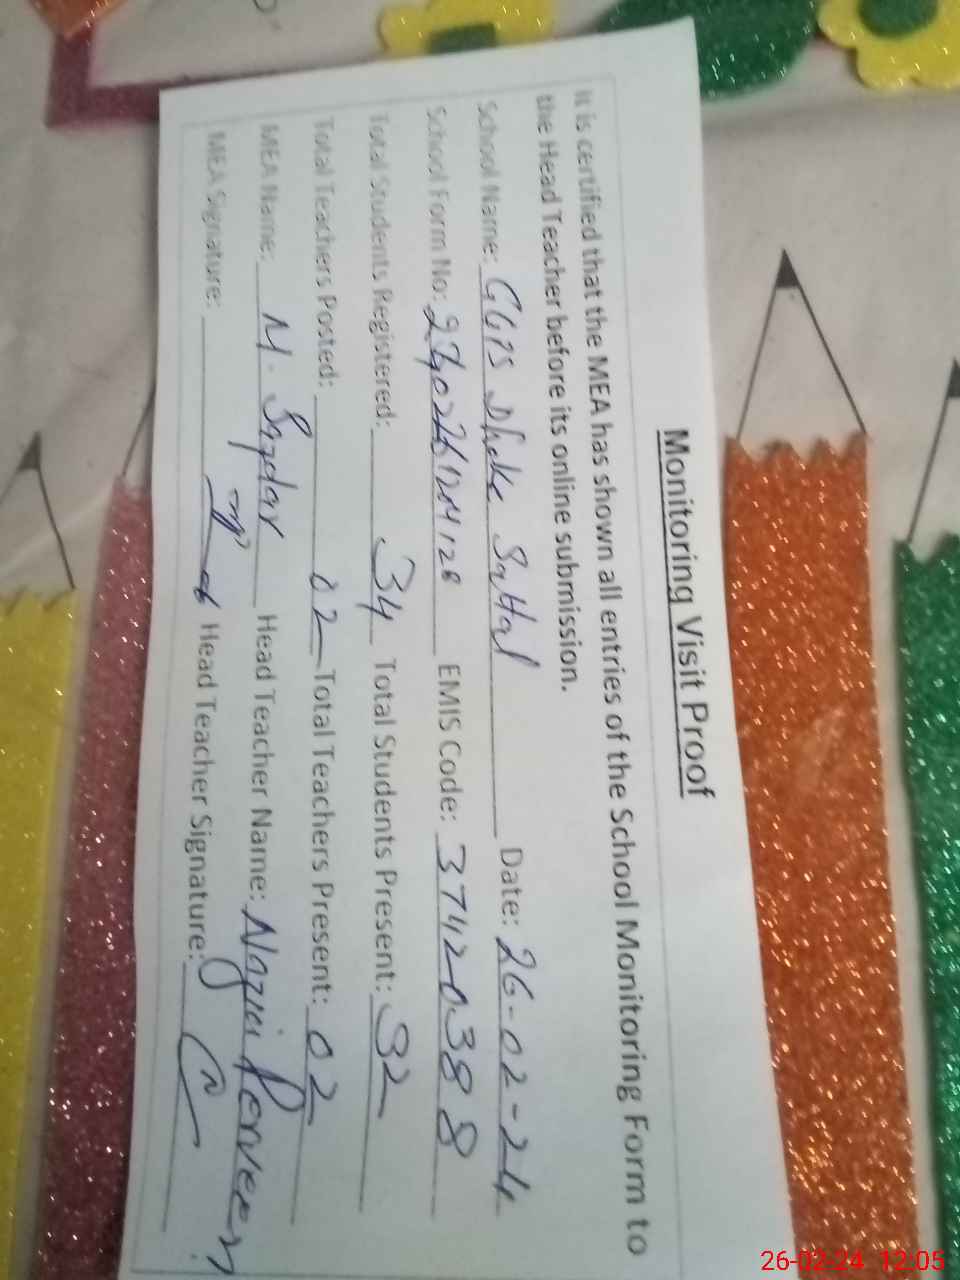 Monitoring Visit Proof
It is certified that the MEA has shown all entries of the School Monitoring Form to
the Head Teacher before its online submission.
School Name: GGPS Dhoke Date: 26-02-24
School Form No: EMIS Code: 37420388
Total Students Registered: 34 Total Students Present: 32
Total Teachers Posted: 02 Total Teachers Present: 02
MEA Name: M. Safdar Head Teacher Name: Nazia Perveen
MEA Signature: Head Teacher Signature:
26-02-24 12:05